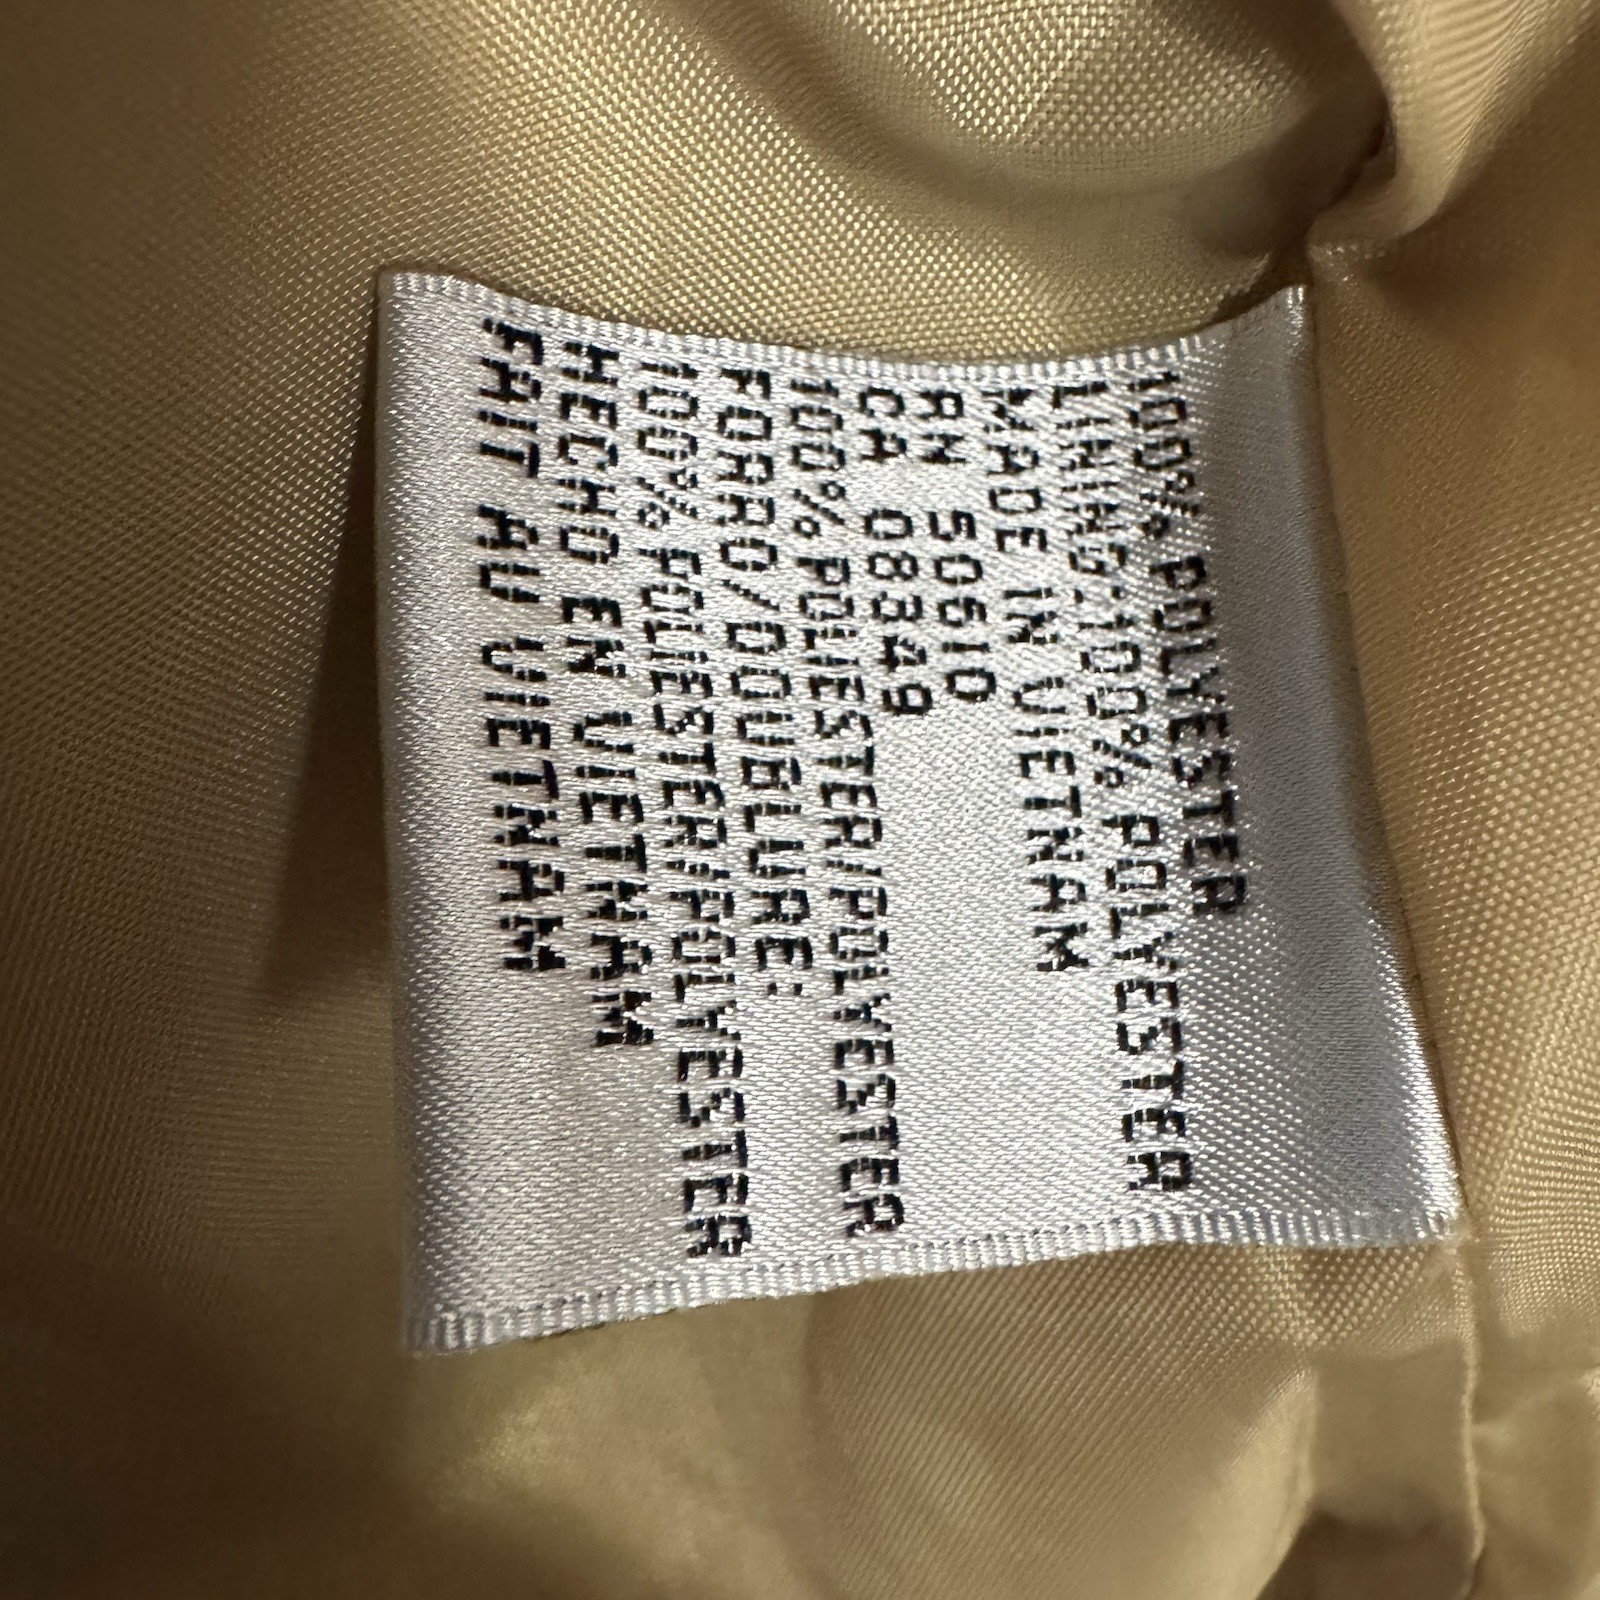 100% POLYESTER
LINING:100% POLYESTER
MADE IN VIETNAM
RN 50610
CA 08349
100% POLIESTER/POLYESTER
FORRO/DOUBLURE:
100% POLIESTER/POLYESTER
HECHO EN VIETNAM
FAIT AU VIETNAM